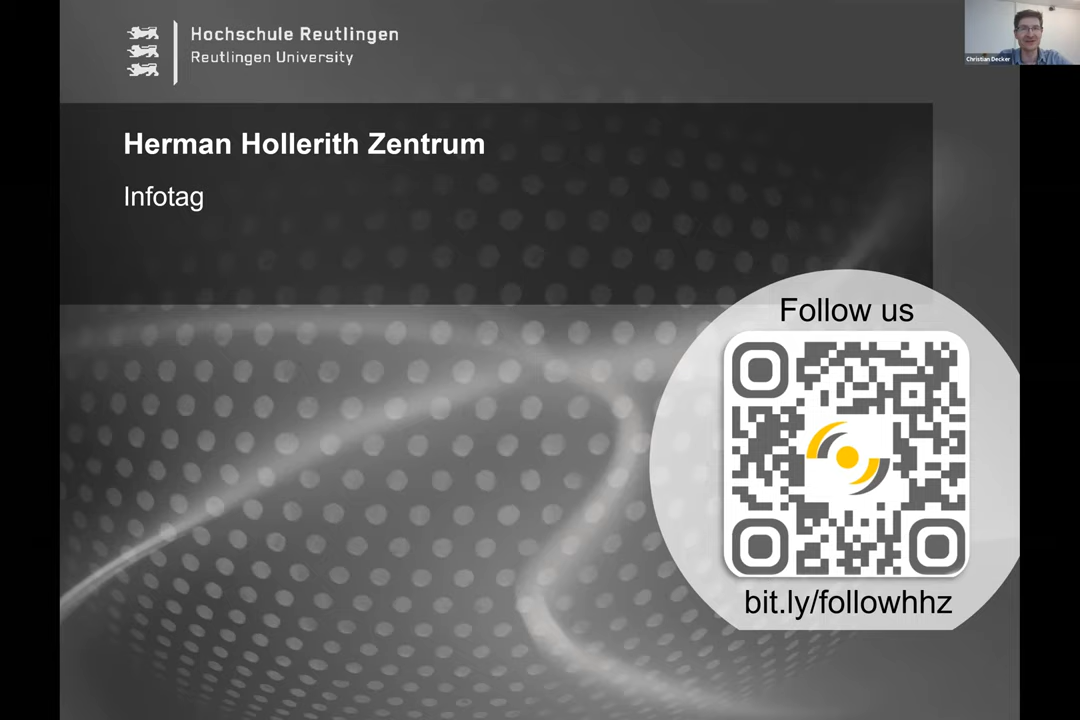 Hochschule Reutlingen
Reutlingen University
Christian Decker
Herman Hollerith Zentrum
Infotag
Follow us
bit.ly/followhhz